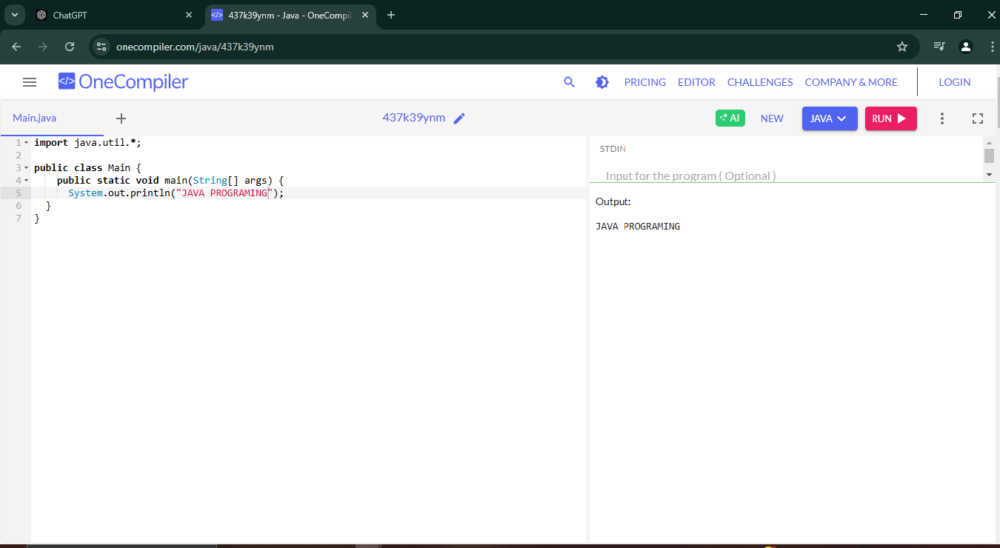 ChatGPT
437k39ynm - Java - OneCompil
onecompiler.com/java/437k39ynm
</> OneCompiler
PRICING EDITOR CHALLENGES COMPANY & MORE LOGIN
Main.java + 437k39ynm AI NEW JAVA RUN
1 import java.util.*;
2
3 public class Main {
4 public static void main(String[] args) {
5 System.out.println("JAVA PROGRAMING");
6 }
7 }
STDIN
Input for the program ( Optional )
Output:
JAVA PROGRAMING